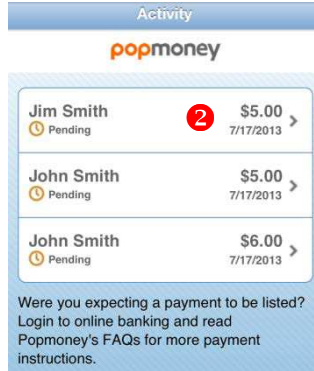 Activity
popmoney
Jim Smith 2 $5.00
Pending 7/17/2013
John Smith $5.00
Pending 7/17/2013
John Smith $6.00
Pending 7/17/2013
Were you expecting a payment to be listed?
Login to online banking and read
Popmoney's FAQs for more payment
instructions.